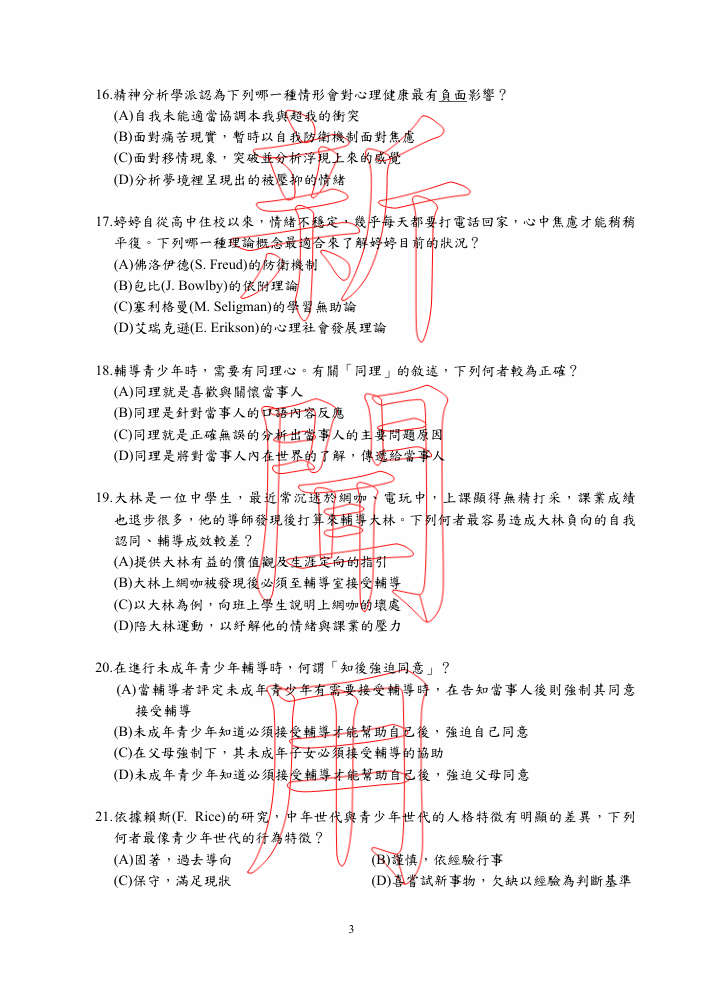 16.精神分析學派認為下列哪一種情形會對心理健康最有負面影響？
(A)自我未能適當協調本我與超我的衝突
(B)面對痛苦現實，暫時以自我防衛機制面對焦慮
(C)面對移情現象，突破並分析浮現上來的感覺
(D)分析夢境裡呈現出的被壓抑的情緒
17.婷婷自從高中住校以來，情緒不穩定，幾乎每天都要打電話回家，心中焦慮才能稍稍
平復。下列哪一種理論概念最適合來了解婷婷目前的狀況？
(A)佛洛伊德(S. Freud)的防衛機制
(B)包比(J. Bowlby)的依附理論
(C)塞利格曼(M. Seligman)的學習無助論
(D)艾瑞克遜(E. Erikson)的心理社會發展理論
18.輔導青少年時，需要有同理心。有關「同理」的敘述，下列何者較為正確？
(A)同理就是喜歡與關懷當事人
(B)同理是針對當事人的口語內容反應
(C)同理就是正確無誤的分析出當事人的主要問題原因
(D)同理是將對當事人內在世界的了解，傳遞給當事人
19.大林是一位中學生，最近常沉迷於網咖、電玩中，上課顯得無精打采，課業成績
也退步很多，他的導師發現後打算來輔導大林。下列何者最容易造成大林負向的自我
認同、輔導成效較差？
(A)提供大林有益的價值觀及生涯定向的指引
(B)大林上網咖被發現後必須至輔導室接受輔導
(C)以大林為例，向班上學生說明上網咖的壞處
(D)陪大林運動，以紓解他的情緒與課業的壓力
20.在進行未成年青少年輔導時，何謂「知後強迫同意」？
(A)當輔導者評定未成年青少年有需要接受輔導時，在告知當事人後則強制其同意
接受輔導
(B)未成年青少年知道必須接受輔導才能幫助自己後，強迫自己同意
(C)在父母強制下，其未成年子女必須接受輔導的協助
(D)未成年青少年知道必須接受輔導才能幫助自己後，強迫父母同意
21.依據賴斯(F. Rice)的研究，中年世代與青少年世代的人格特徵有明顯的差異，下列
何者最像青少年世代的行為特徵？
(A)固著，過去導向 (B)謹慎，依經驗行事
(C)保守，滿足現狀 (D)喜嘗試新事物，欠缺以經驗為判斷基準
3